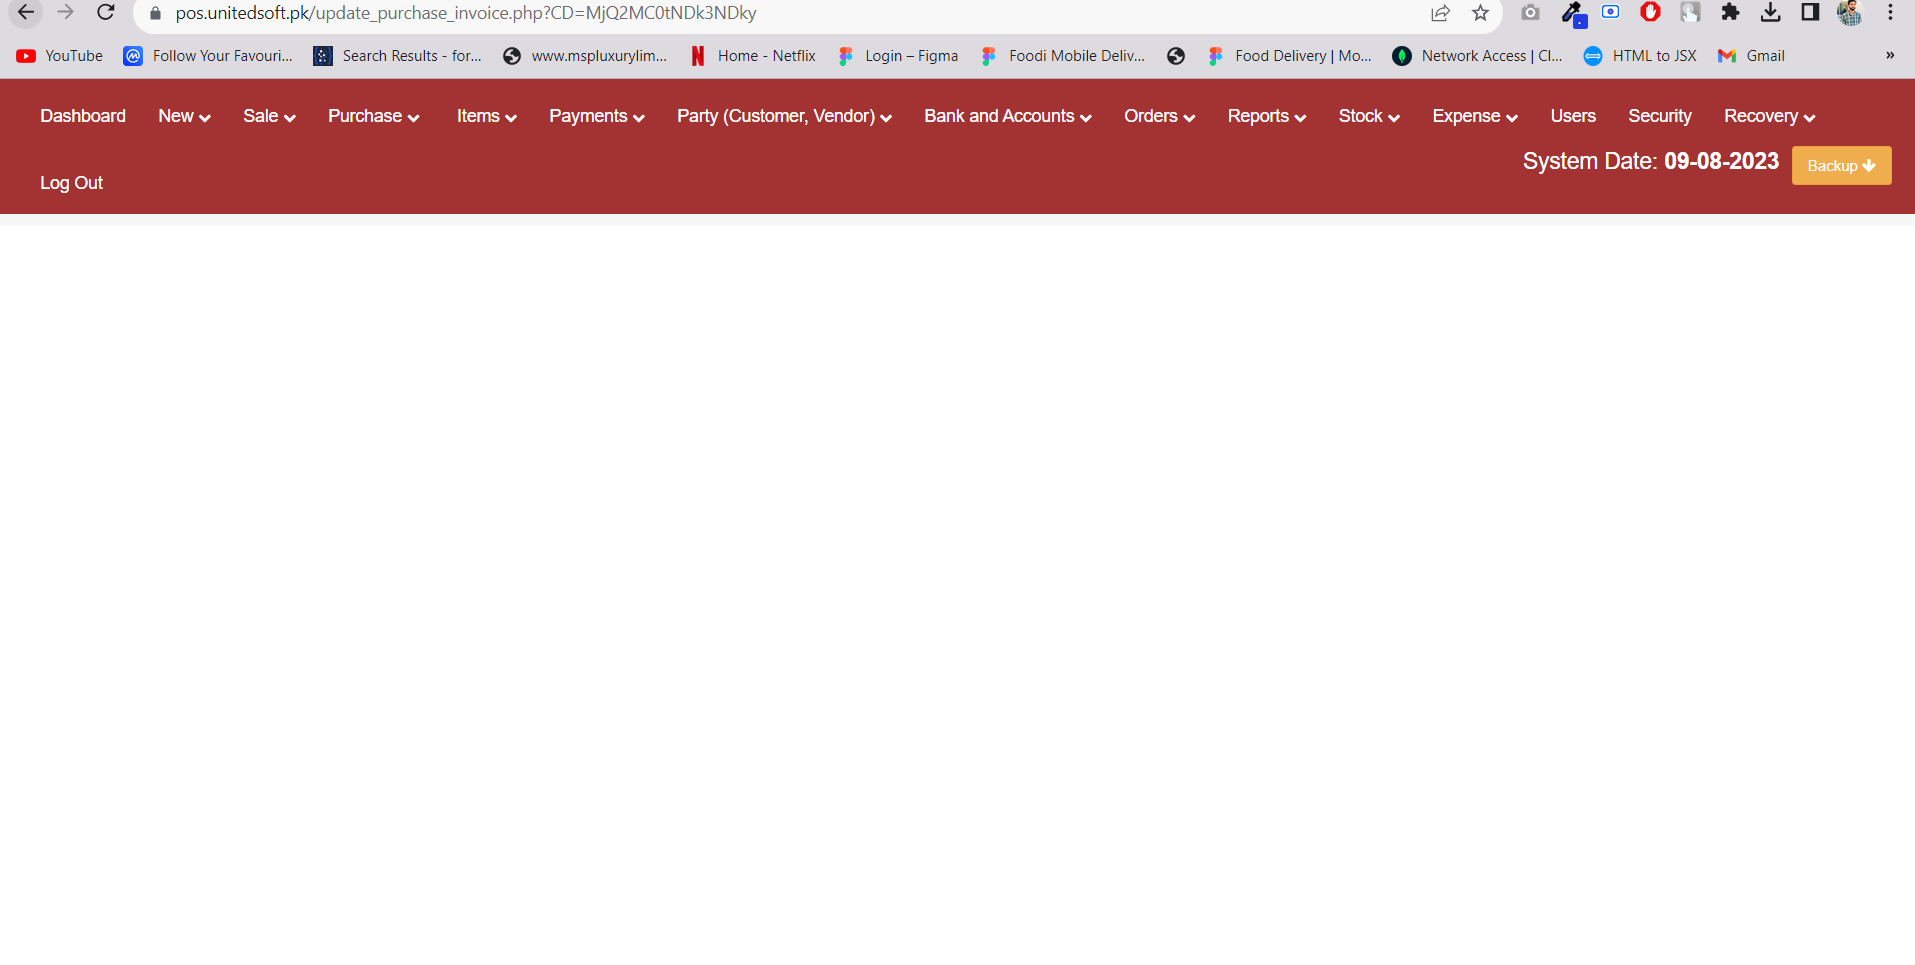 pos.unitedsoft.pk/update_purchase_invoice.php?CD=MjQ2MC0tNDk3NDky
YouTube Follow Your Favouri... Search Results - for... www.mspluxurylim... Home - Netflix Login – Figma Foodi Mobile Deliv... Food Delivery | Mo... Network Access | Cl... HTML to JSX Gmail »
Dashboard New Sale Purchase Items Payments Party (Customer, Vendor) Bank and Accounts Orders Reports Stock Expense Users Security Recovery
System Date: 09-08-2023 Backup
Log Out